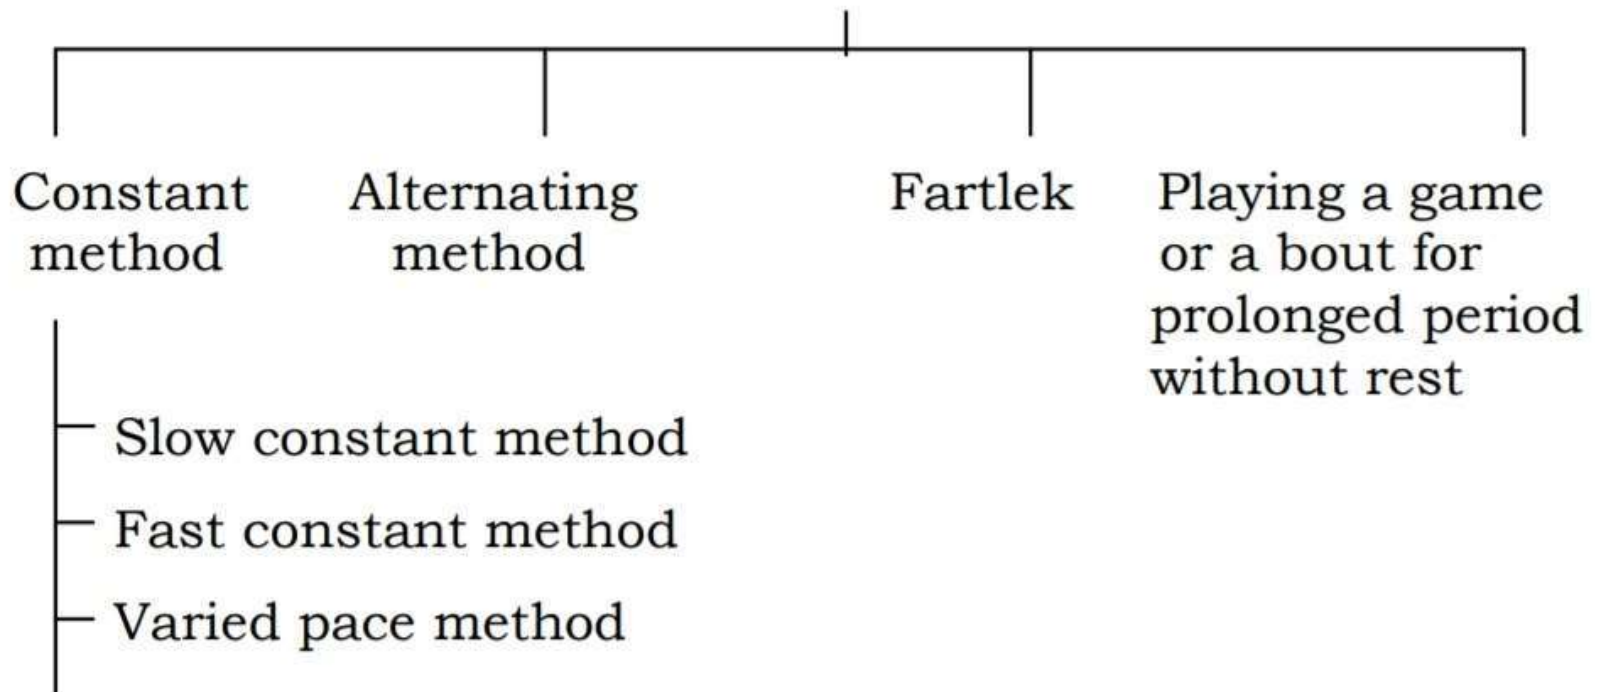 Constant
method
Alternating
method
Fartlek
Playing a game
or a bout for
prolonged period
without rest
Slow constant method
Fast constant method
Varied pace method